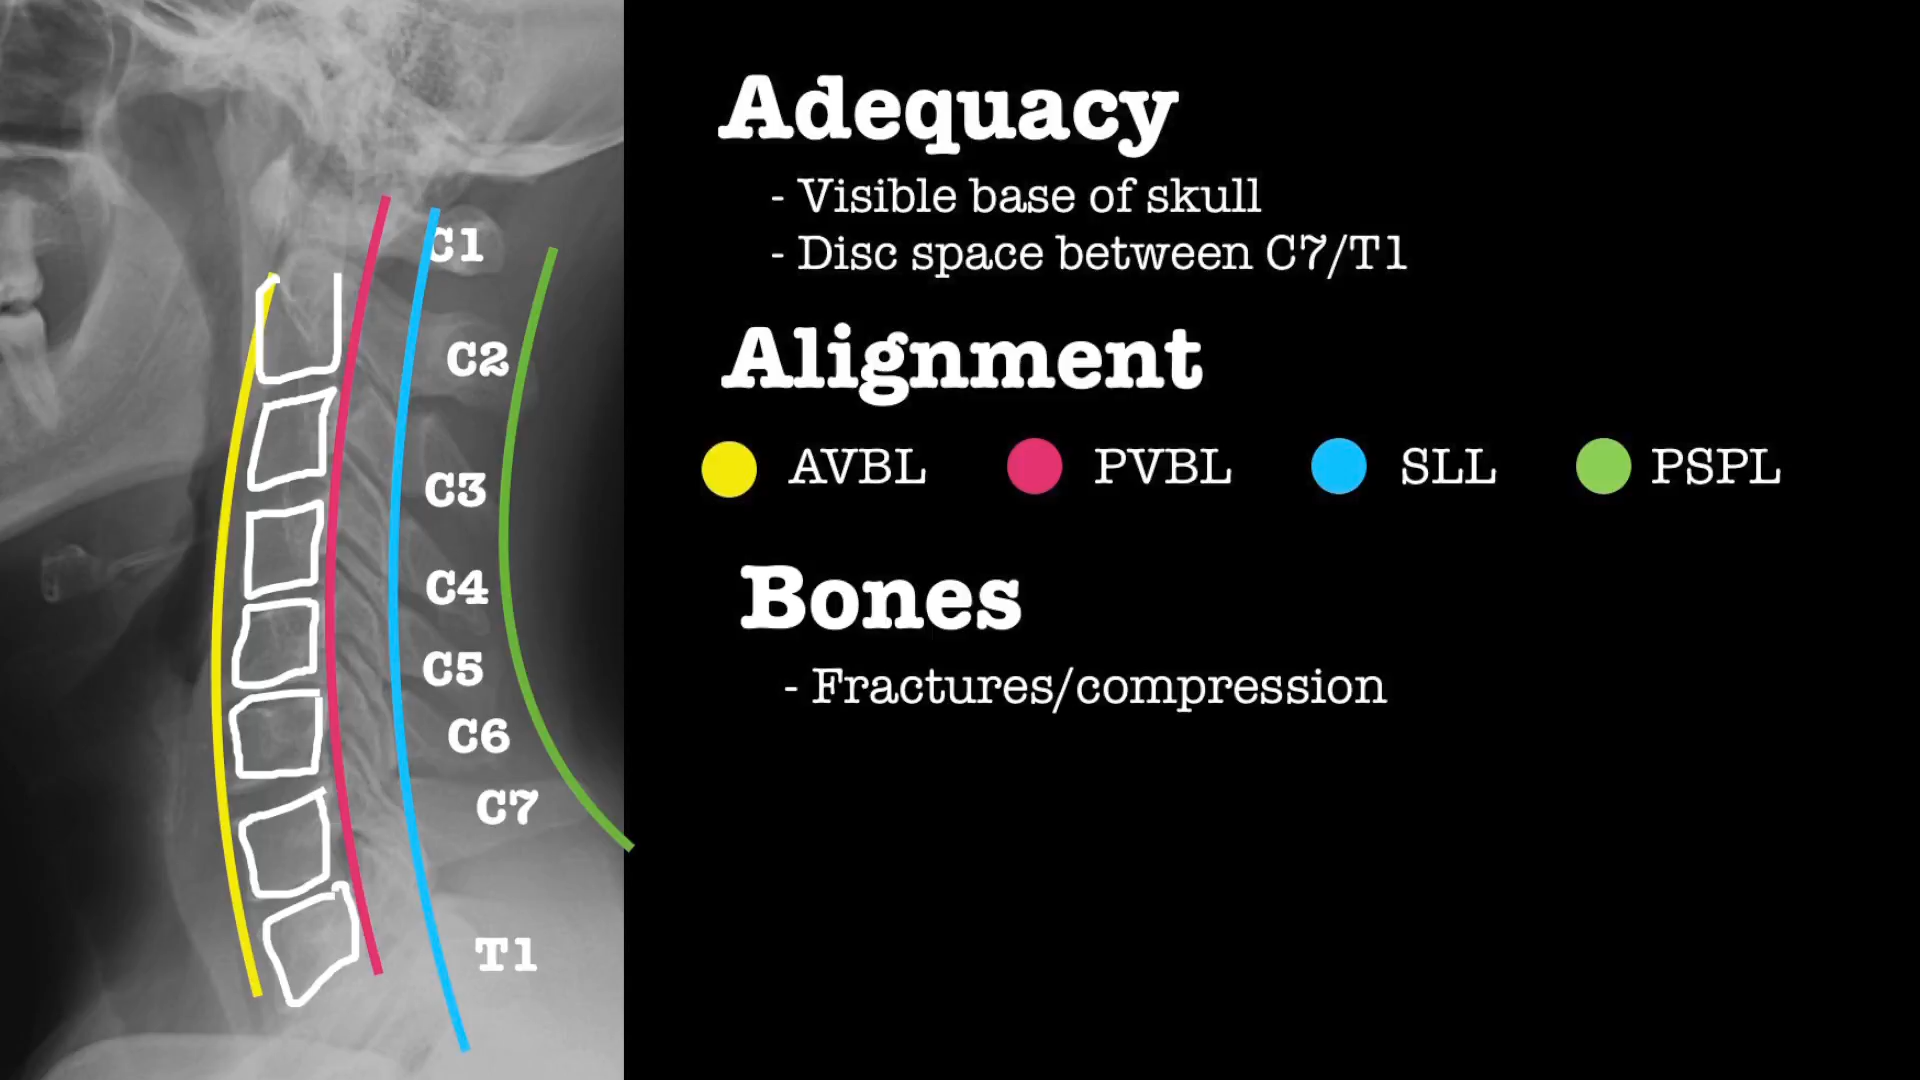 C1
C2
C3
C4
C5
C6
C7
T1
Adequacy
- Visible base of skull
- Disc space between C7/T1
Alignment
AVBL PVBL SLL PSPL
Bones
- Fractures/compression